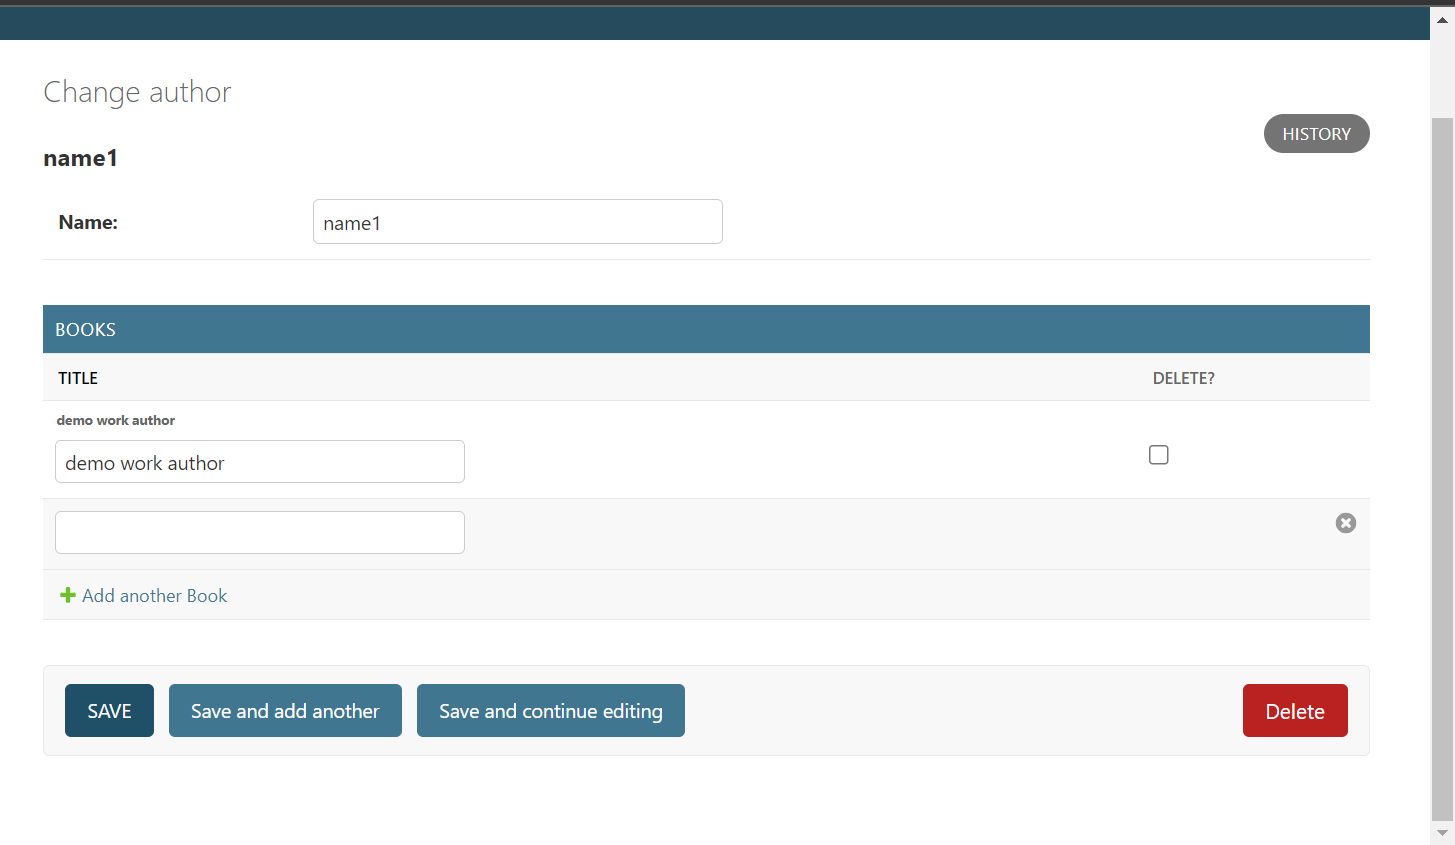 Change author
HISTORY
name1
Name:
name1
BOOKS
TITLE
DELETE?
demo work author
demo work author
Add another Book
SAVE
Save and add another
Save and continue editing
Delete